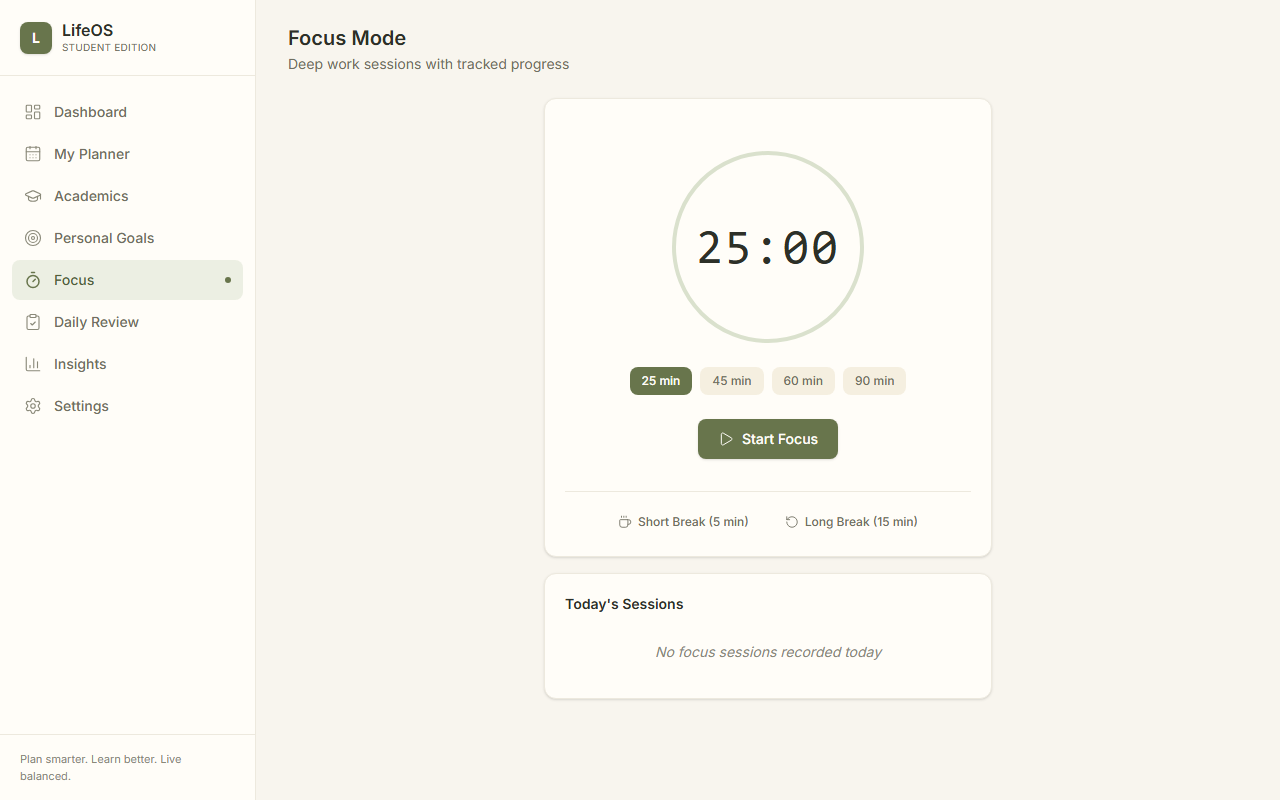 L
LifeOS
STUDENT EDITION
Dashboard
My Planner
Academics
Personal Goals
Focus
Daily Review
Insights
Settings
Plan smarter. Learn better. Live
balanced.
Focus Mode
Deep work sessions with tracked progress
25:00
25 min 45 min 60 min 90 min
Start Focus
Short Break (5 min) Long Break (15 min)
Today's Sessions
No focus sessions recorded today